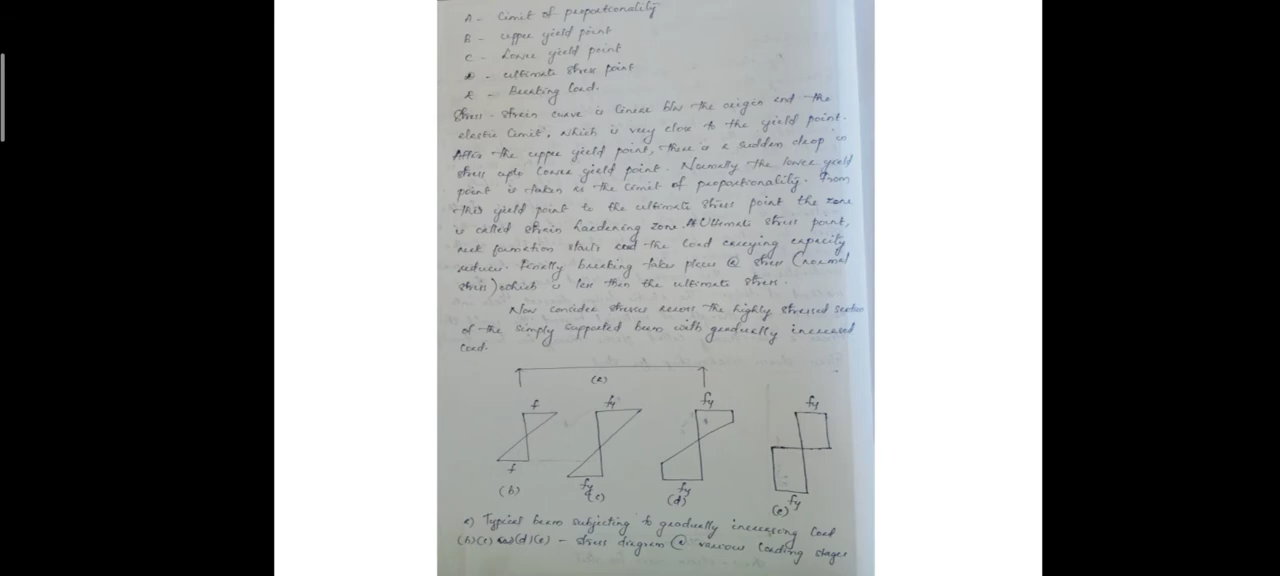 A - Limit of proportionality
B - upper yield point
C - Lower yield point
D - ultimate stress point
E - Breaking load.
Stress - strain curve is linear b/w the origin and the
elastic limit, which is very close to the yield point.
After the upper yield point, there is a sudden drop in
stress upto lower yield point. Normally the lower yield
point is taken as the limit of proportionality. From
this yield point to the ultimate stress point the zone
is called strain hardening zone. At Ultimate stress point,
neck formation starts and the load carrying capacity
reduces. Finally breaking takes place @ stress (normal
stress) which is less than the ultimate stress.
Now consider stresses across the highly stressed section
of the simply supported beam with gradually increased
load.
(a)
f fy fy fy
f fy fy fy
(b) (c) (d) (e)
a) Typical beam subjecting to gradually increasing load
(b) (c) (d) (e) - stress diagram @ various loading stages